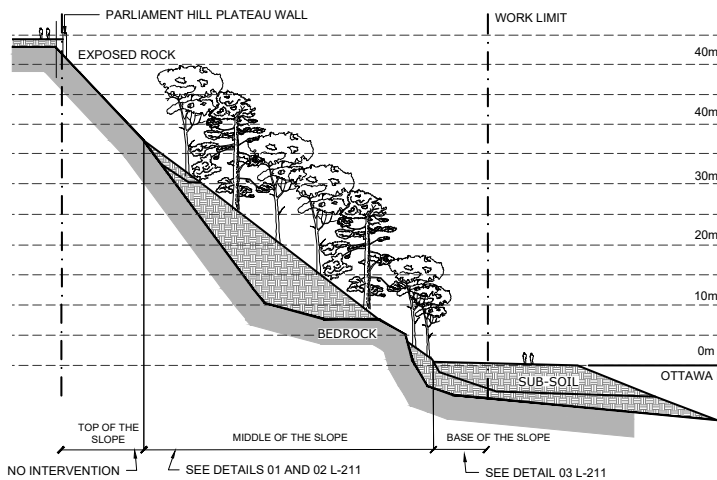 PARLIAMENT HILL PLATEAU WALL
WORK LIMIT
EXPOSED ROCK
40m
40m
30m
20m
10m
BEDROCK
0m
SUB-SOIL
OTTAWA
TOP OF THE
SLOPE
MIDDLE OF THE SLOPE
BASE OF THE SLOPE
NO INTERVENTION
SEE DETAILS 01 AND 02 L-211
SEE DETAIL 03 L-211